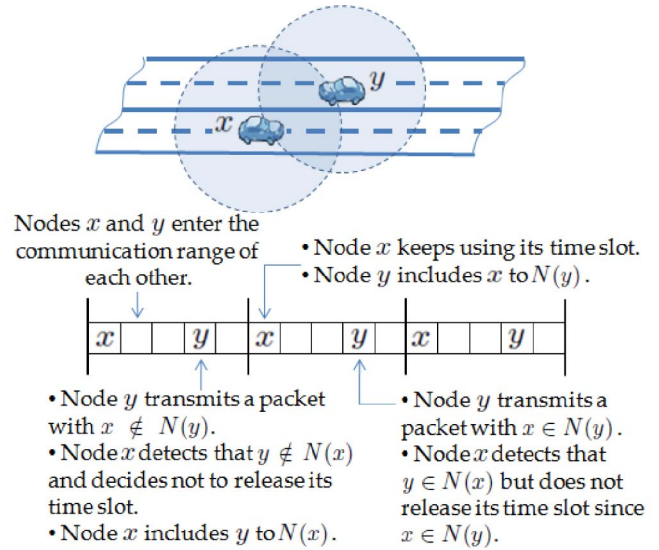 y
x
Nodes x and y enter the
communication range of
each other.
• Node x keeps using its time slot.
• Node y includes x to N(y).
x y x y x y
• Node y transmits a packet
with x ∉ N(y).
• Node x detects that y ∉ N(x)
and decides not to release its
time slot.
• Node x includes y to N(x).
• Node y transmits a
packet with x ∈ N(y).
• Node x detects that
y ∈ N(x) but does not
release its time slot since
x ∈ N(y).